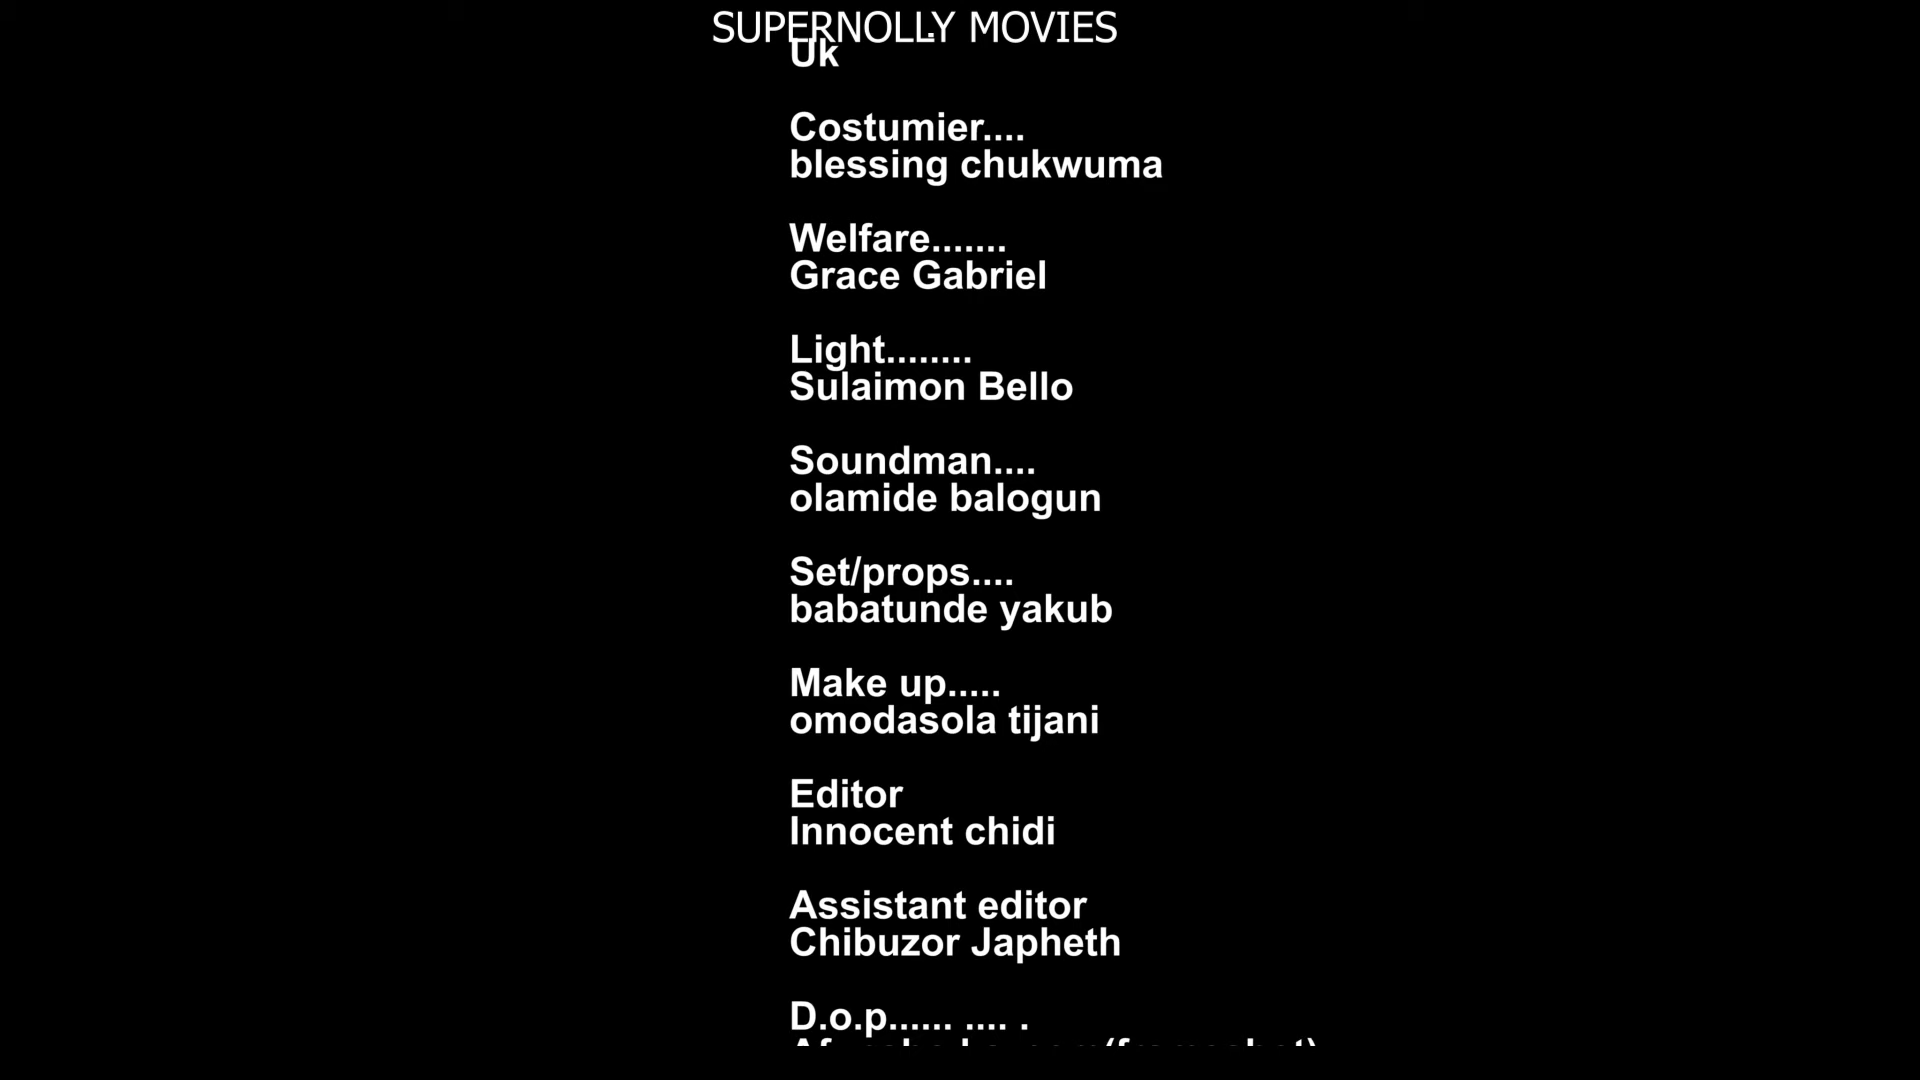 SUPERNOLLY MOVIES
Uk
Costumier....
blessing chukwuma
Welfare.......
Grace Gabriel
Light........
Sulaimon Bello
Soundman....
olamide balogun
Set/props....
babatunde yakub
Make up.....
omodasola tijani
Editor
Innocent chidi
Assistant editor
Chibuzor Japheth
D.o.p...... .... .